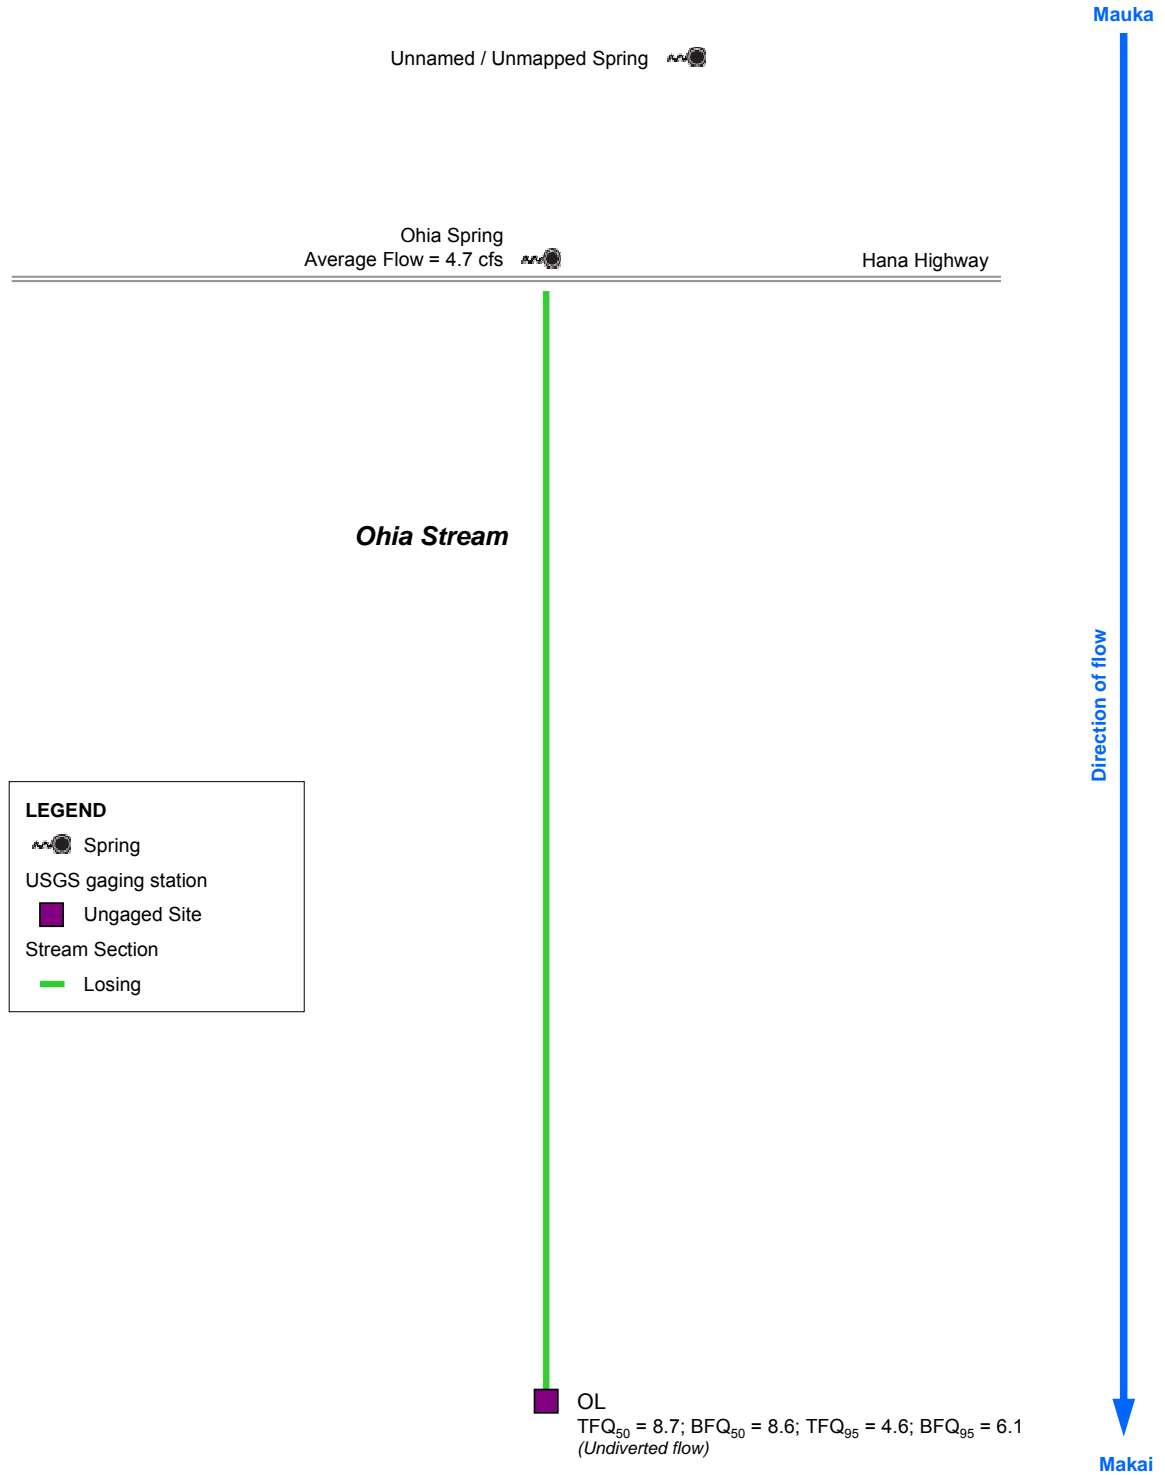 Mauka
Unnamed / Unmapped Spring
Ohia Spring
Average Flow = 4.7 cfs
Hana Highway
Ohia Stream
Direction of flow
LEGEND
Spring
USGS gaging station
Ungaged Site
Stream Section
Losing
OL
TFQ50 = 8.7; BFQ50 = 8.6; TFQ95 = 4.6; BFQ95 = 6.1
(Undiverted flow)
Makai